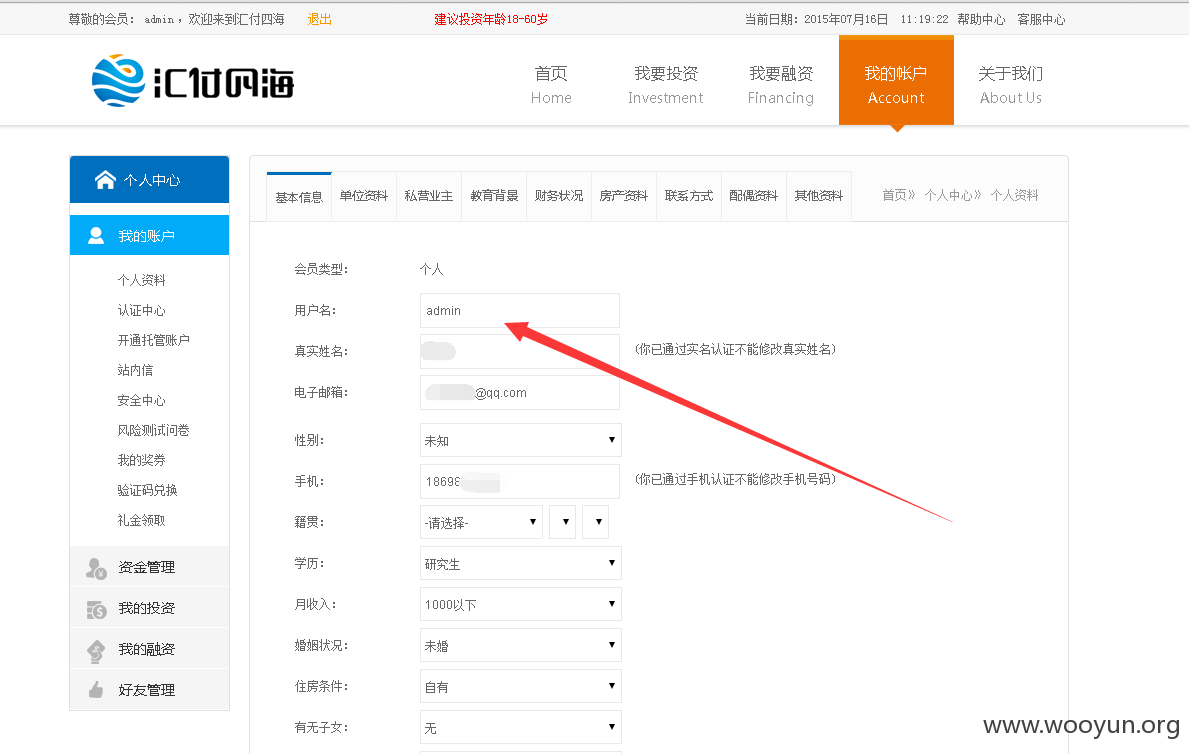 尊敬的会员： admin ，欢迎来到汇付四海 退出 建议投资年龄18-60岁 当前日期：2015年07月16日 11:19:22 帮助中心 客服中心
汇付四海
首页 我要投资 我要融资 我的帐户 关于我们
Home Investment Financing Account About Us
个人中心
基本信息 单位资料 私营业主 教育背景 财务状况 房产资料 联系方式 配偶资料 其他资料 首页》 个人中心》 个人资料
我的账户
个人资料
认证中心
开通托管账户
站内信
安全中心
风险测试问卷
我的奖券
验证码兑换
礼金领取
资金管理
我的投资
我的融资
好友管理
会员类型： 个人
用户名： admin
真实姓名： (你已通过实名认证不能修改真实姓名)
电子邮箱： @qq.com
性别： 未知
手机： 18698 (你已通过手机认证不能修改手机号码)
籍贯： -请选择-
学历： 研究生
月收入： 1000以下
婚姻状况： 未婚
住房条件： 自有
有无子女： 无
www.wooyun.org